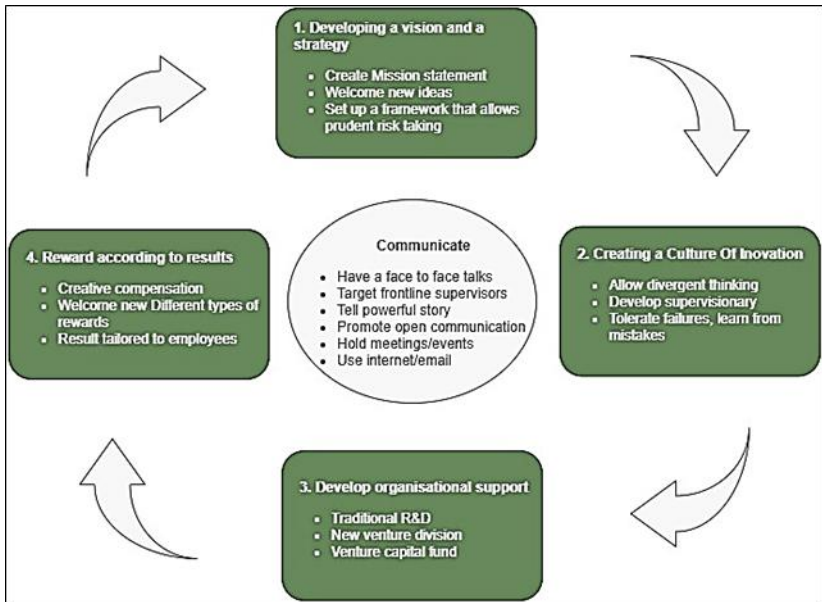 1. Developing a vision and a
strategy
• Create Mission statement
• Welcome new ideas
• Set up a framework that allows
prudent risk taking
4. Reward according to results
• Creative compensation
• Welcome new Different types of
rewards
• Result tailored to employees
Communicate
• Have a face to face talks
• Target frontline supervisors
• Tell powerful story
• Promote open communication
• Hold meetings/events
• Use internet/email
2. Creating a Culture Of Inovation
• Allow divergent thinking
• Develop supervisionary
• Tolerate failures, learn from
mistakes
3. Develop organisational support
• Traditional R&D
• New venture division
• Venture capital fund